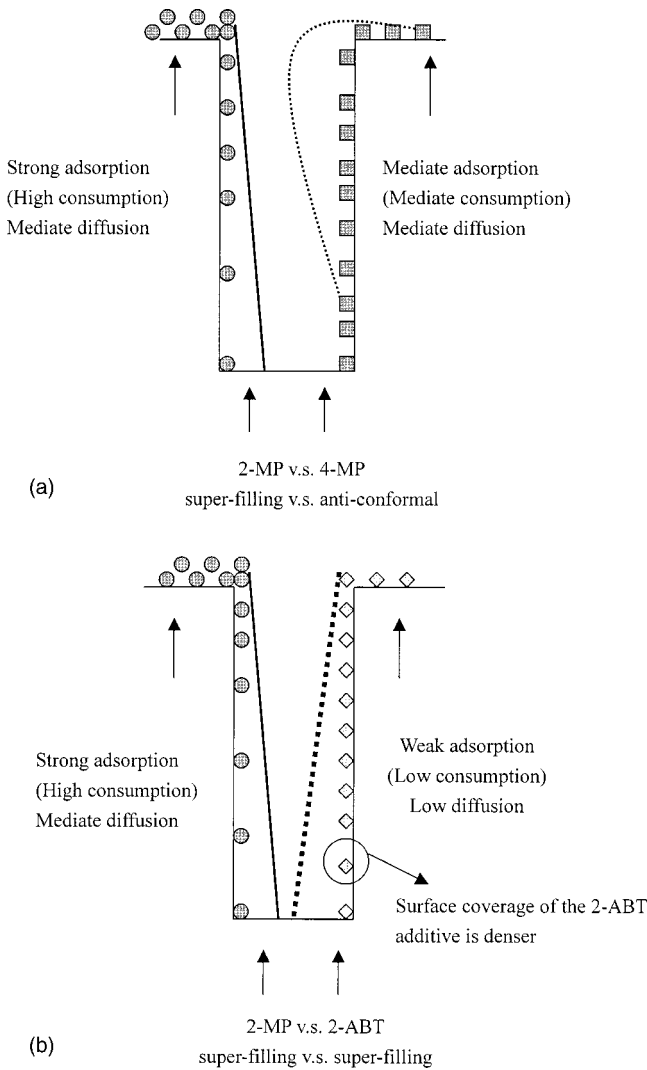 Strong adsorption
(High consumption)
Mediate diffusion
Mediate adsorption
(Mediate consumption)
Mediate diffusion
2-MP v.s. 4-MP
(a)
super-filling v.s. anti-conformal
Strong adsorption
(High consumption)
Mediate diffusion
Weak adsorption
(Low consumption)
Low diffusion
Surface coverage of the 2-ABT
additive is denser
2-MP v.s. 2-ABT
(b)
super-filling v.s. super-filling